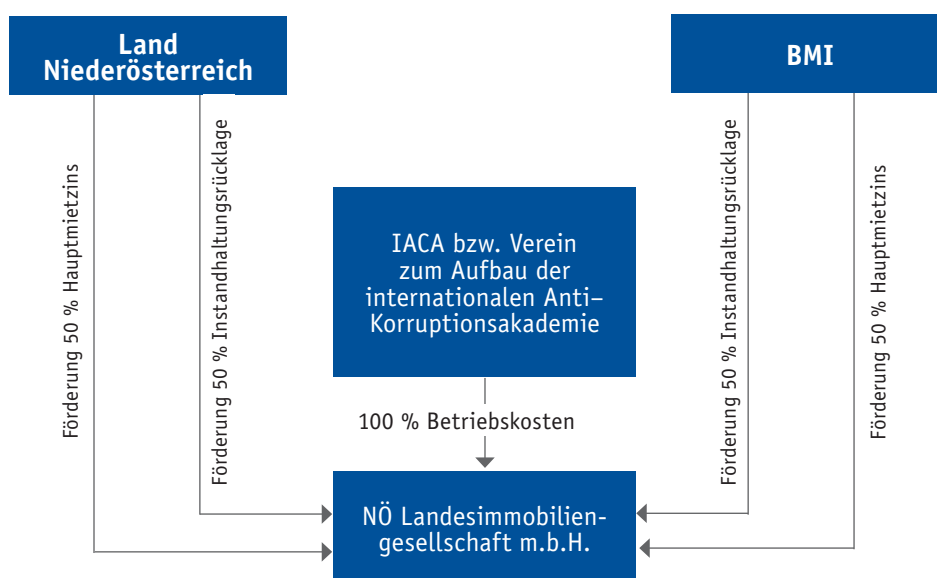 Land
Niederösterreich
BMI
Förderung 50 % Hauptmietzins
Förderung 50 % Instandhaltungsrücklage
IACA bzw. Verein
zum Aufbau der
internationalen Anti–
Korruptionsakademie
Förderung 50 % Instandhaltungsrücklage
Förderung 50 % Hauptmietzins
100 % Betriebskosten
NÖ Landesimmobilien-
gesellschaft m.b.H.